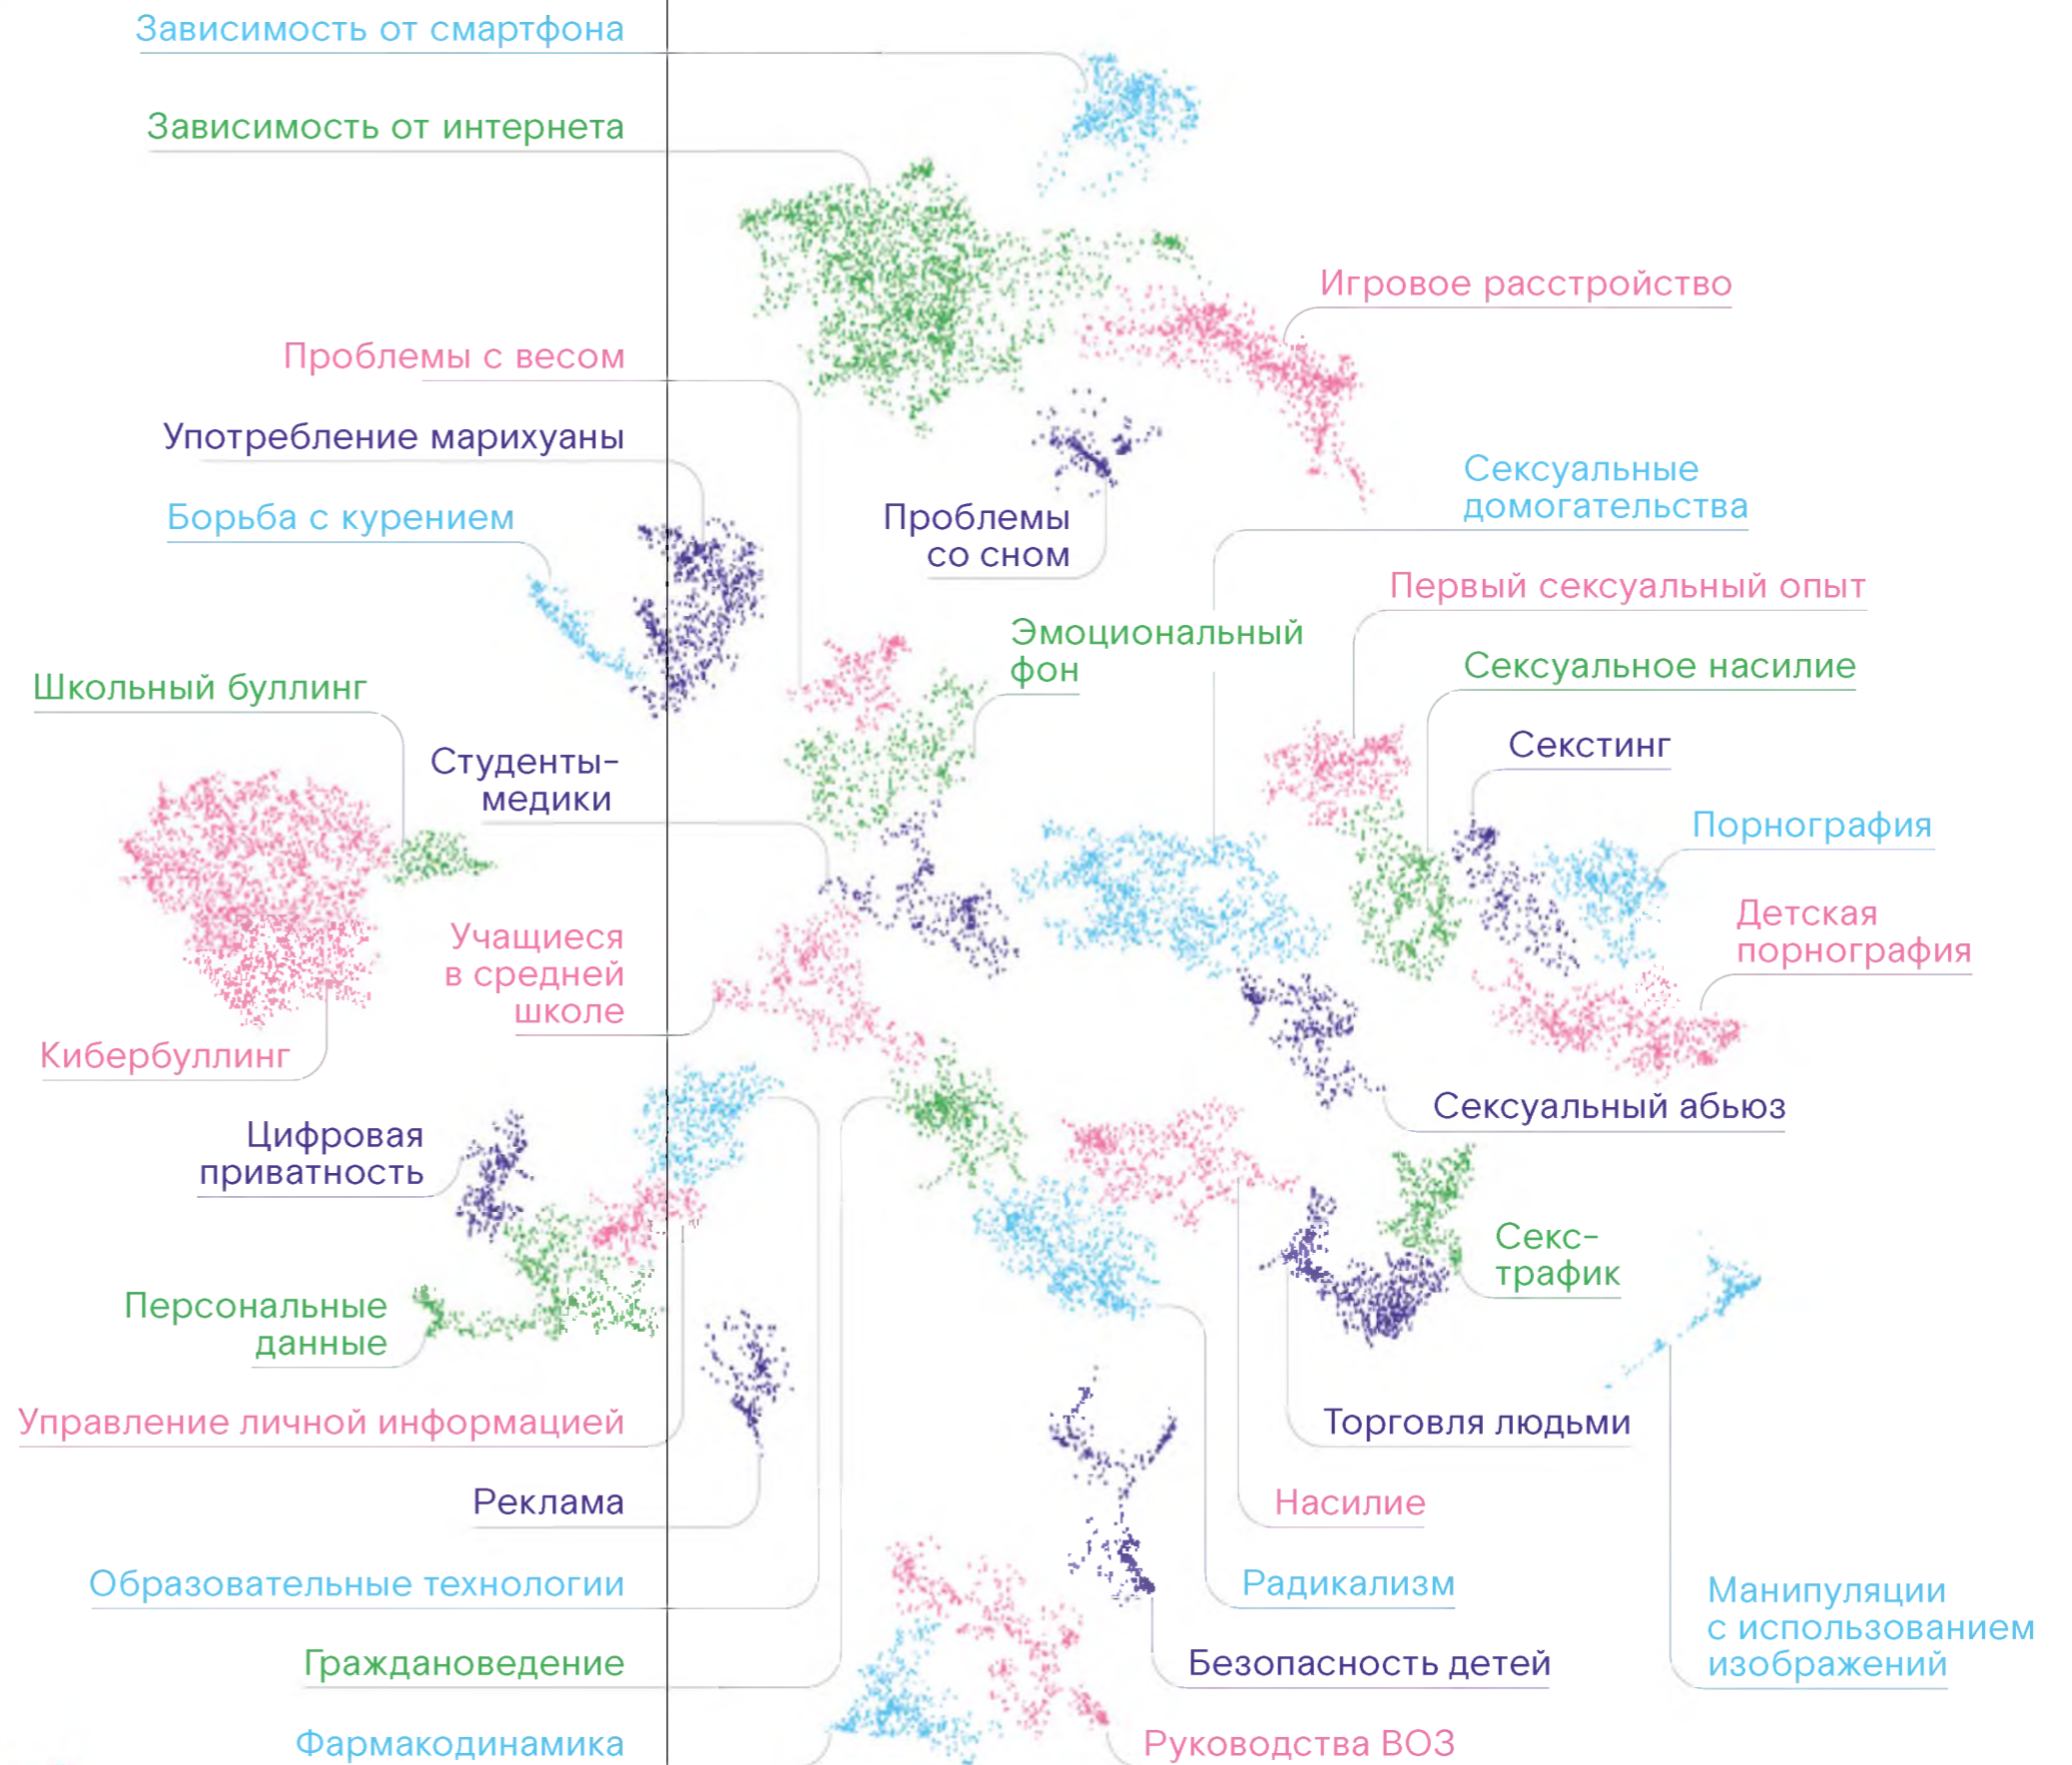 Зависимость от смартфона
Зависимость от интернета
Игровое расстройство
Проблемы с весом
Употребление марихуаны
Сексуальные
домогательства
Борьба с курением
Проблемы
со сном
Первый сексуальный опыт
Эмоциональный
фон
Сексуальное насилие
Школьный буллинг
Секстинг
Студенты-
медики
Порнография
Детская
порнография
Учащиеся
в средней
школе
Кибербуллинг
Сексуальный абьюз
Цифровая
приватность
Секс-
трафик
Персональные
данные
Управление личной информацией
Торговля людьми
Реклама
Насилие
Образовательные технологии
Радикализм
Манипуляции
с использованием
изображений
Граждановедение
Безопасность детей
Фармакодинамика
Руководства ВОЗ